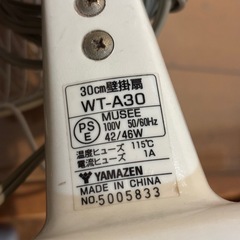 30cm壁掛扇
WT-A30
MUSEE
PS
E
100V 50/60Hz
42/46W
温度ヒューズ 115℃
電流ヒューズ 1A
YAMAZEN
MADE IN CHINA
NO.5005833